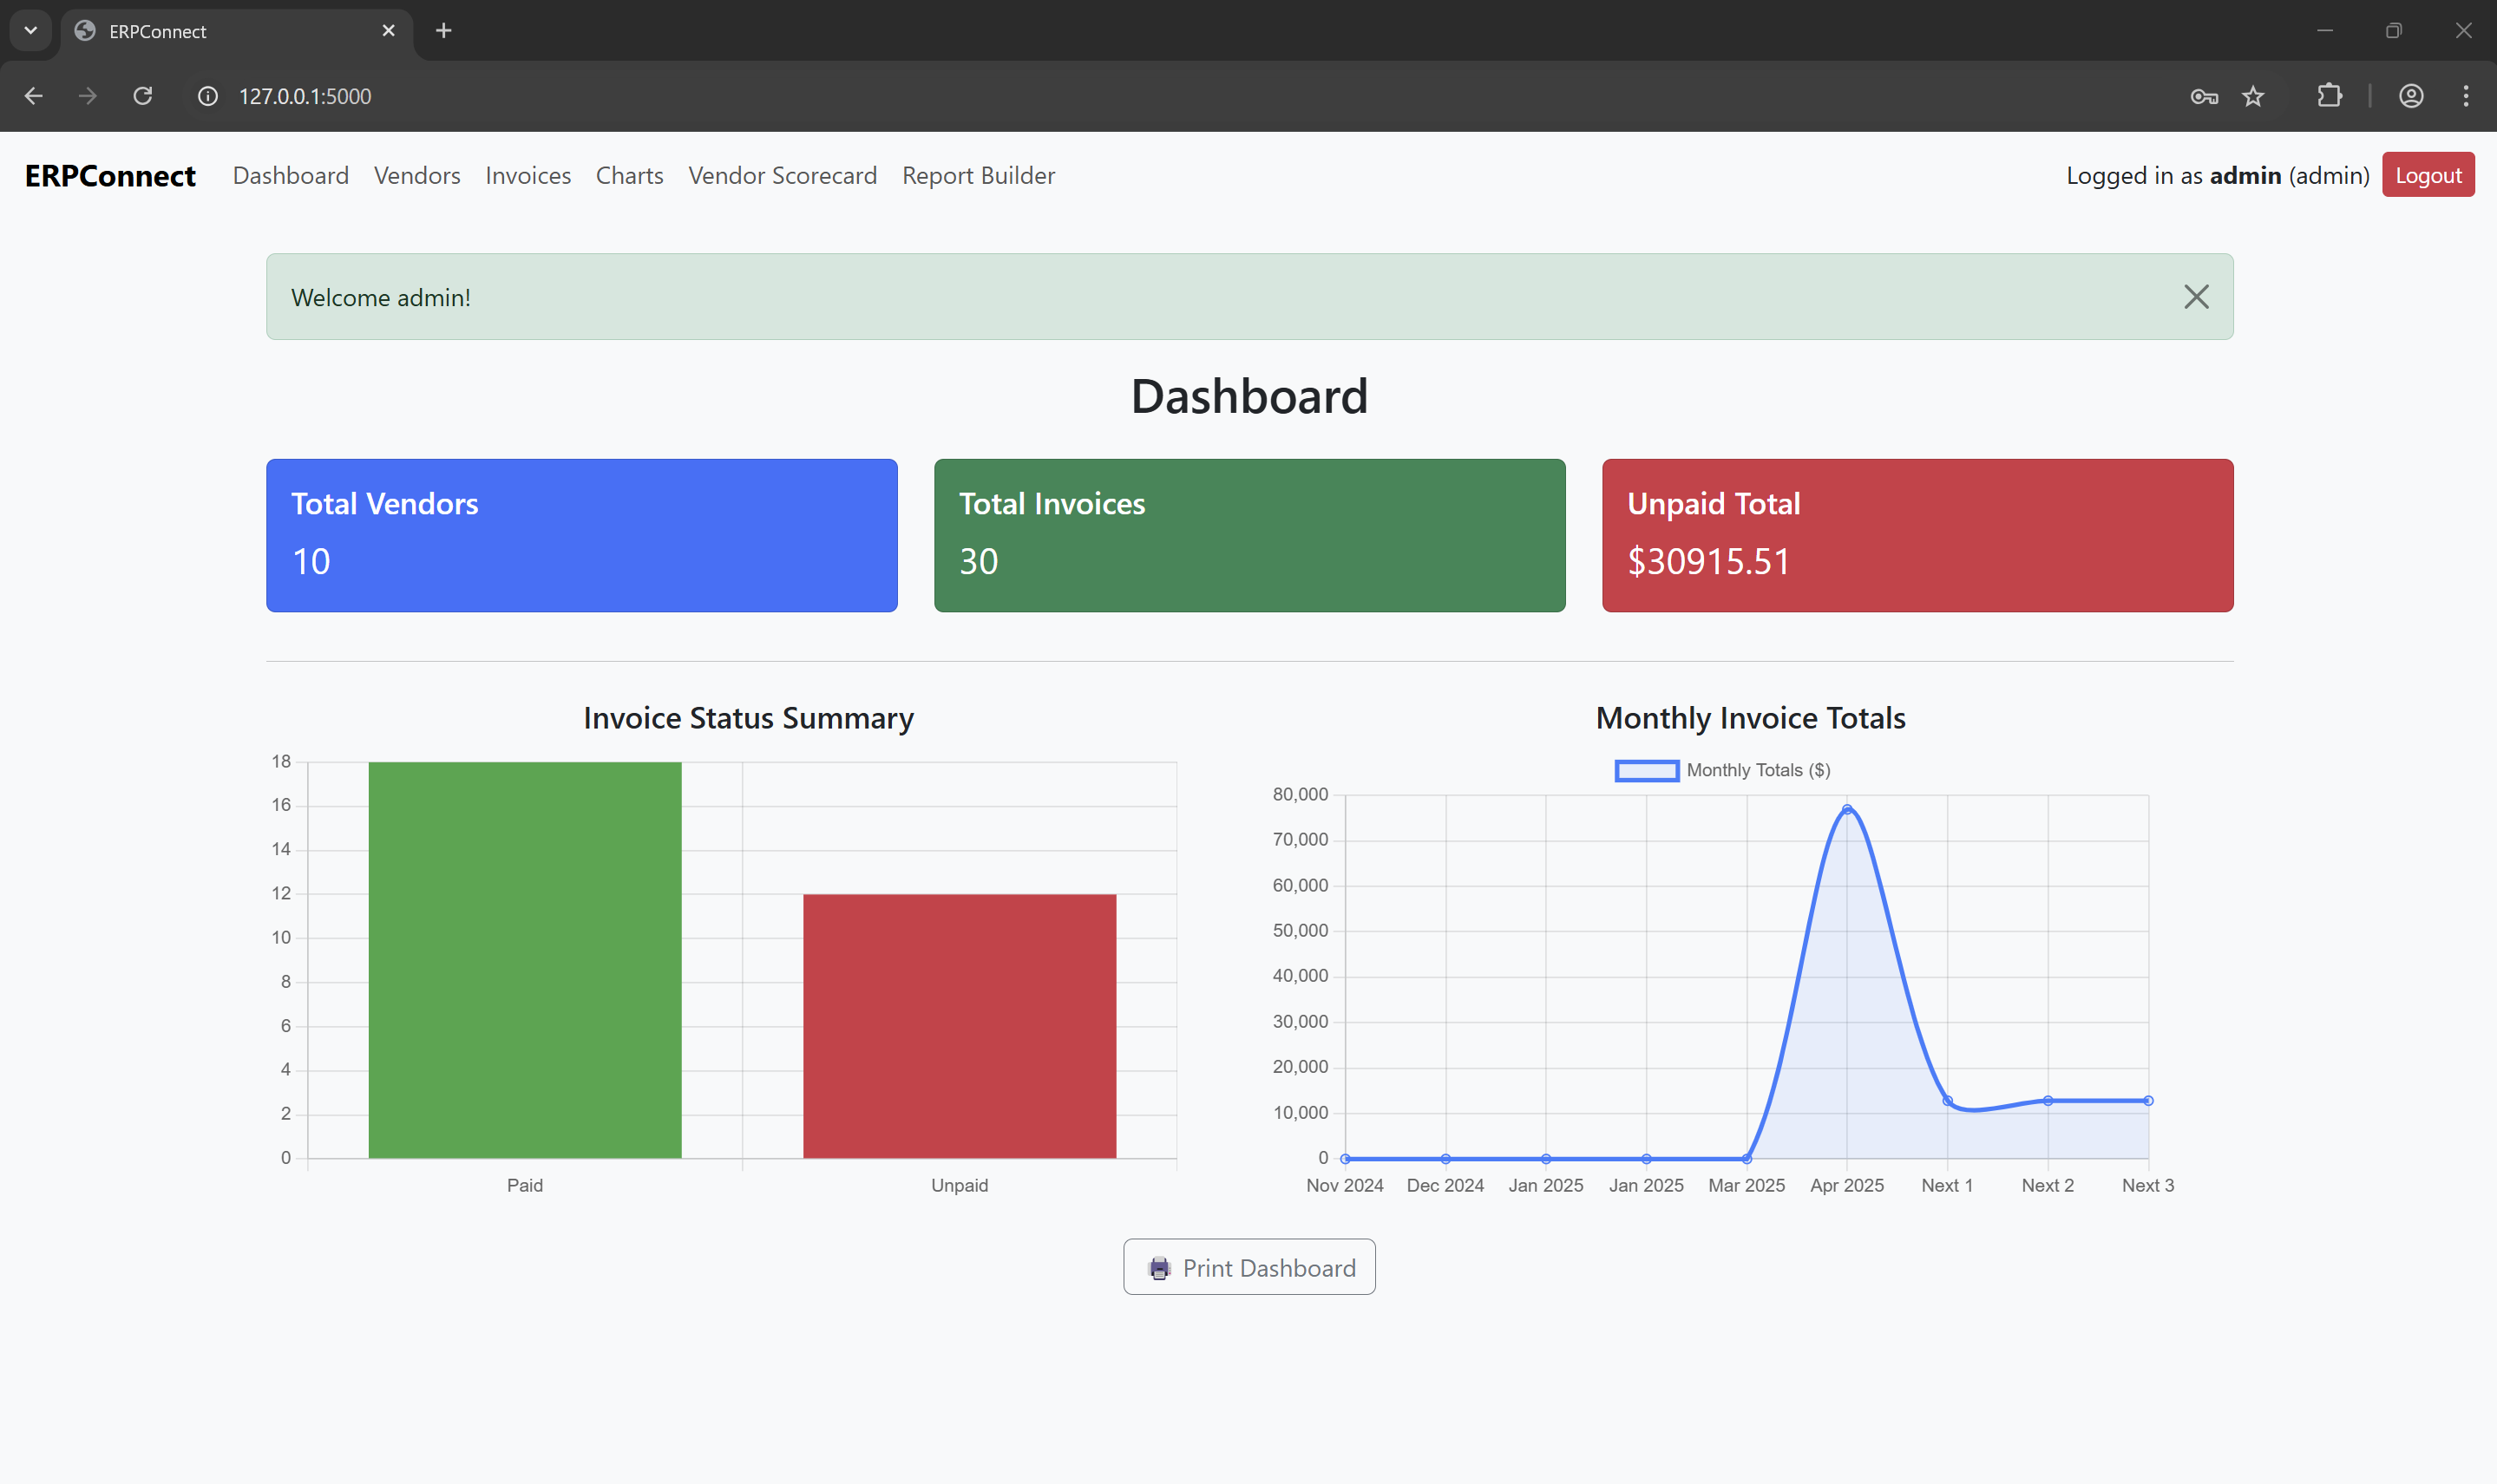 ERPConnect
127.0.0.1:5000
ERPConnect Dashboard Vendors Invoices Charts Vendor Scorecard Report Builder Logged in as admin (admin) Logout
Welcome admin!
Dashboard
Total Vendors
10
Total Invoices
30
Unpaid Total
$30915.51
Invoice Status Summary
18
16
14
12
10
8
6
4
2
0
Paid Unpaid
Monthly Invoice Totals
Monthly Totals ($)
80,000
70,000
60,000
50,000
40,000
30,000
20,000
10,000
0
Nov 2024 Dec 2024 Jan 2025 Jan 2025 Mar 2025 Apr 2025 Next 1 Next 2 Next 3
Print Dashboard